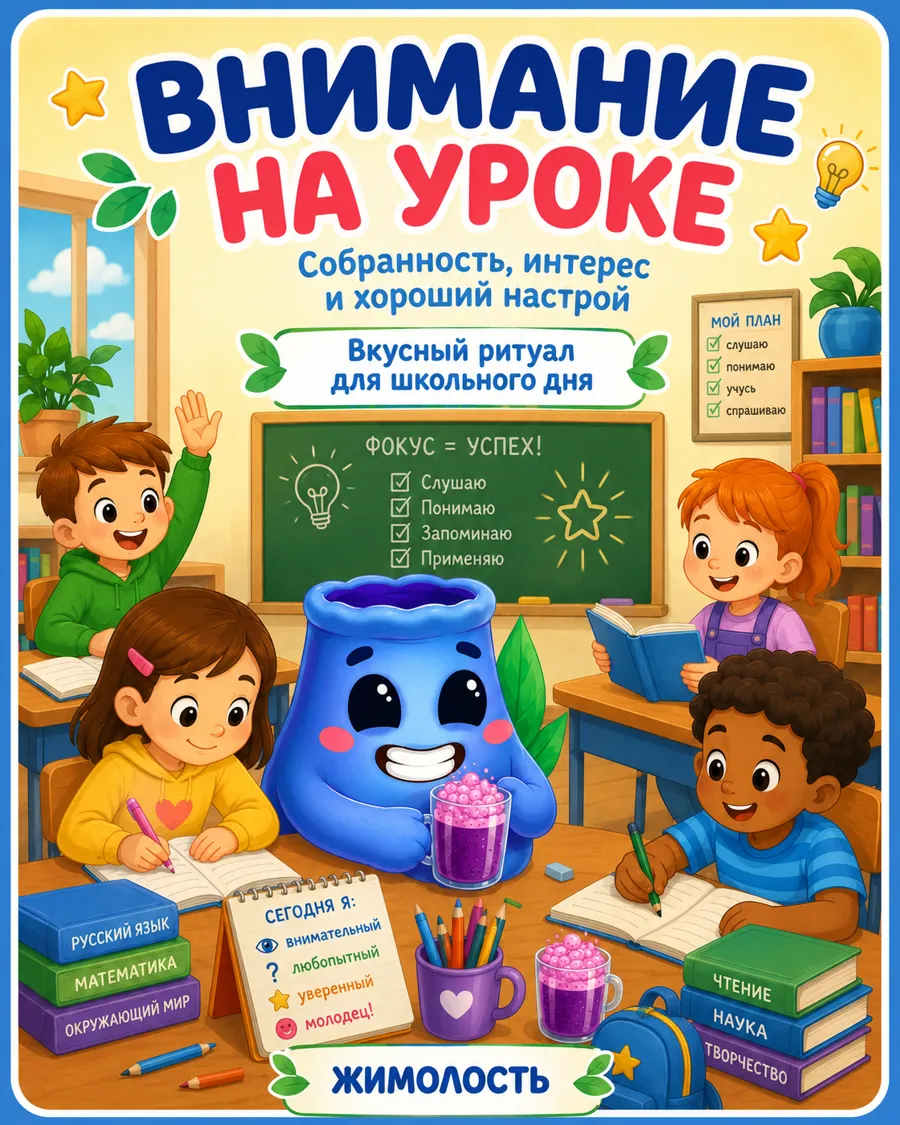 ВНИМАНИЕ
НА УРОКЕ
Собранность, интерес
и хороший настрой
Вкусный ритуал
для школьного дня
МОЙ ПЛАН
слушаю
понимаю
учусь
спрашиваю
ФОКУС = УСПЕХ!
Слушаю
Понимаю
Запоминаю
Применяю
РУССКИЙ ЯЗЫК
МАТЕМАТИКА
ОКРУЖАЮЩИЙ МИР
СЕГОДНЯ Я:
внимательный
? любопытный
уверенный
молодец!
ЧТЕНИЕ
НАУКА
ТВОРЧЕСТВО
ЖИМОЛОСТЬ